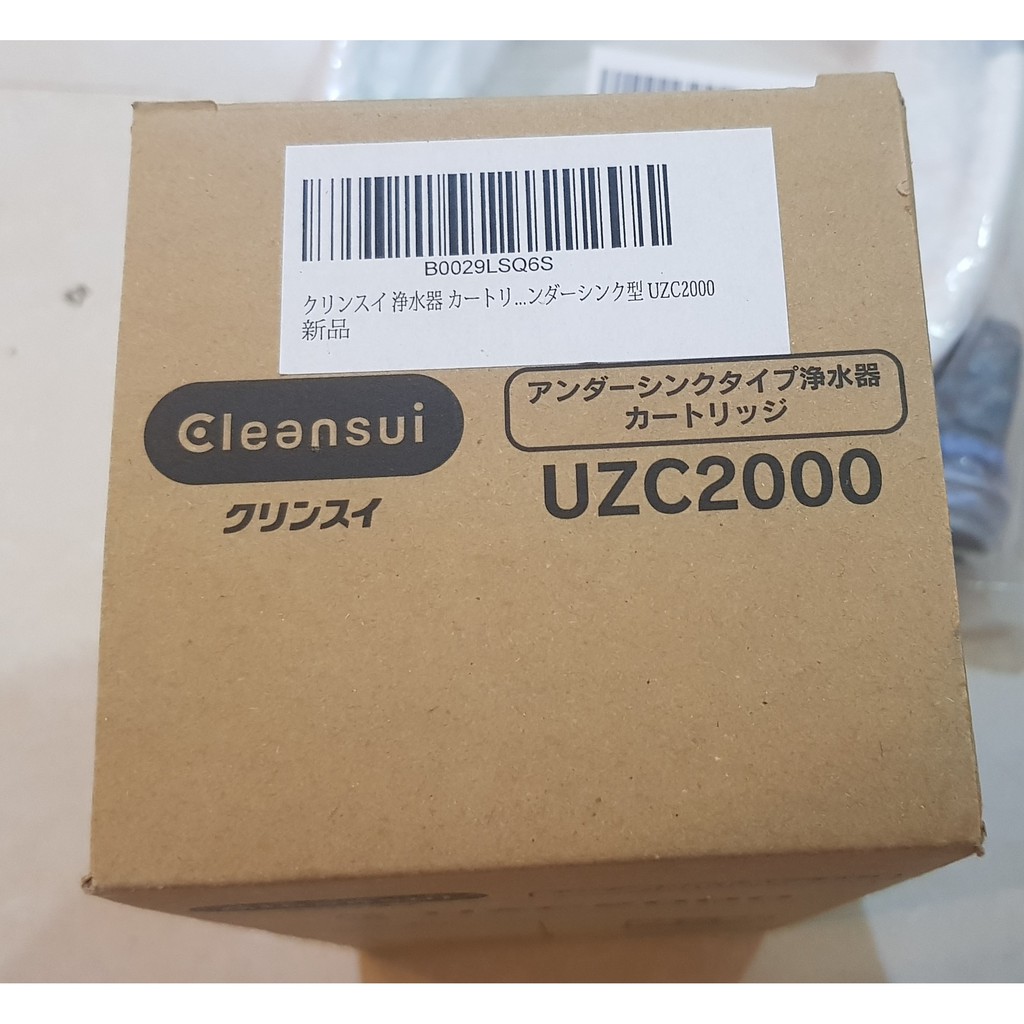 B0029LSQ6S
クリンスイ 浄水器 カートリ...ンダーシンク型 UZC2000
新品
Cleansui
クリンスイ
アンダーシンクタイプ浄水器
カートリッジ
UZC2000